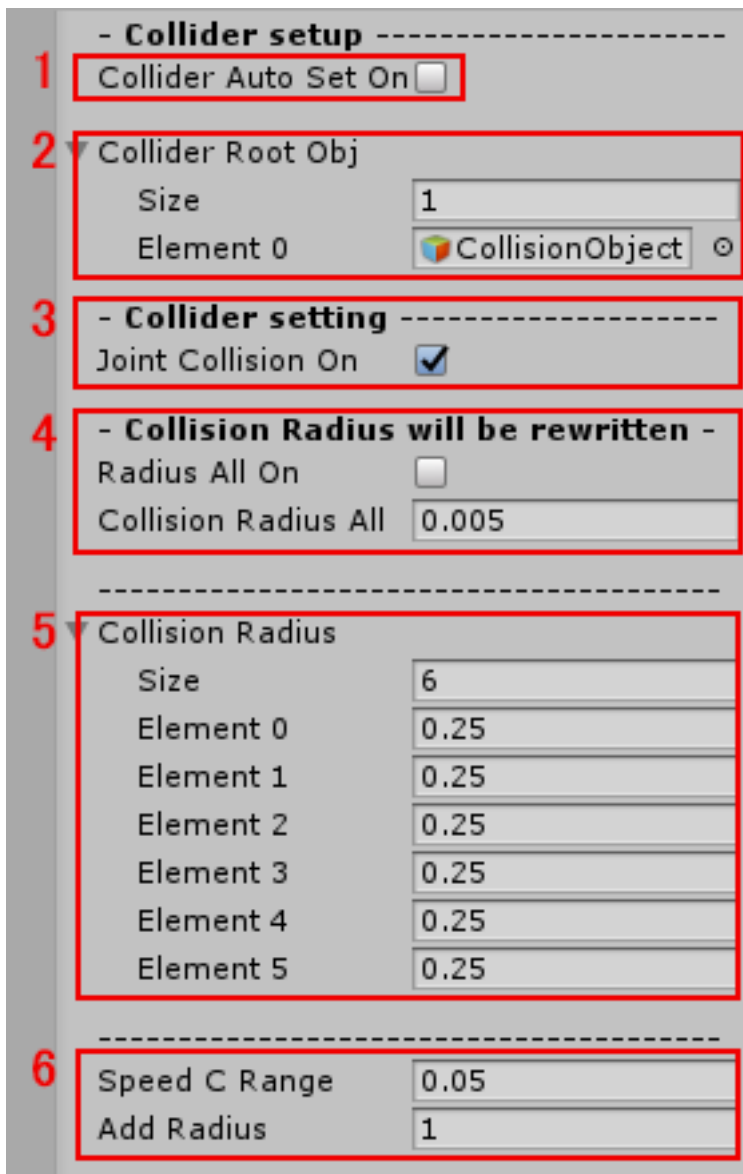 - Collider setup ----------------------
1 Collider Auto Set On
2 Collider Root Obj
Size 1
Element 0 CollisionObject
3 - Collider setting --------------------
Joint Collision On
4 - Collision Radius will be rewritten -
Radius All On
Collision Radius All 0.005
---------------------------------------
5 Collision Radius
Size 6
Element 0 0.25
Element 1 0.25
Element 2 0.25
Element 3 0.25
Element 4 0.25
Element 5 0.25
---------------------------------------
6 Speed C Range 0.05
Add Radius 1